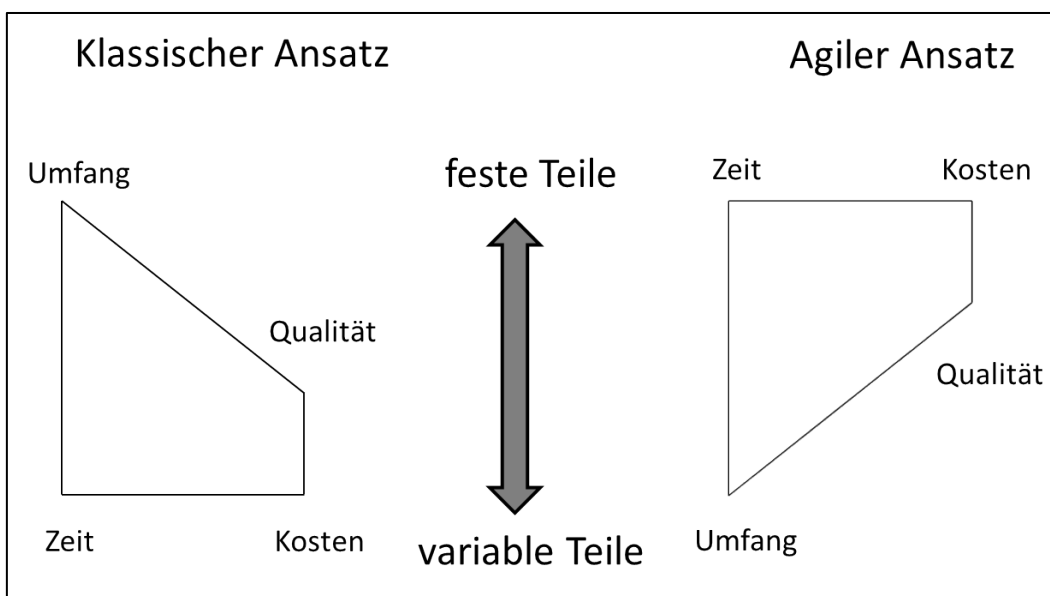 Klassischer Ansatz
Agiler Ansatz
Umfang
feste Teile
Zeit
Kosten
Qualität
Qualität
Zeit
Kosten
variable Teile
Umfang